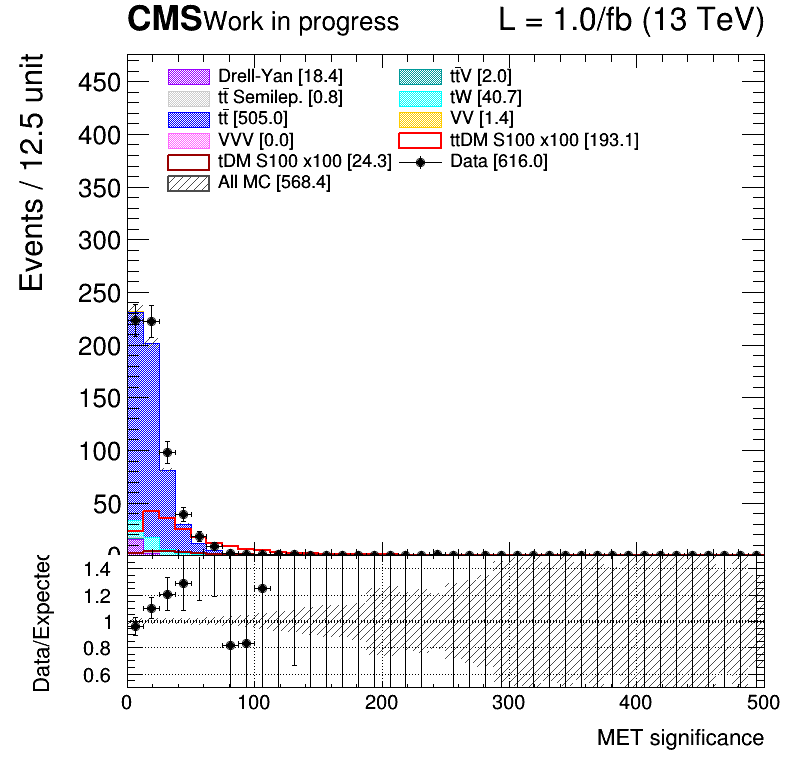 CMS Work in progress L = 1.0/fb (13 TeV)
Events / 12.5 unit
Drell-Yan [18.4] tt̄V [2.0]
tt̄ Semilep. [0.8] tW [40.7]
tt̄ [505.0] VV [1.4]
VVV [0.0] ttDM S100 x100 [193.1]
tDM S100 x100 [24.3] Data [616.0]
All MC [568.4]
450
400
350
300
250
200
150
100
50
0
Data/Expected
1.4
1.2
1
0.8
0.6
0 100 200 300 400 500
MET significance